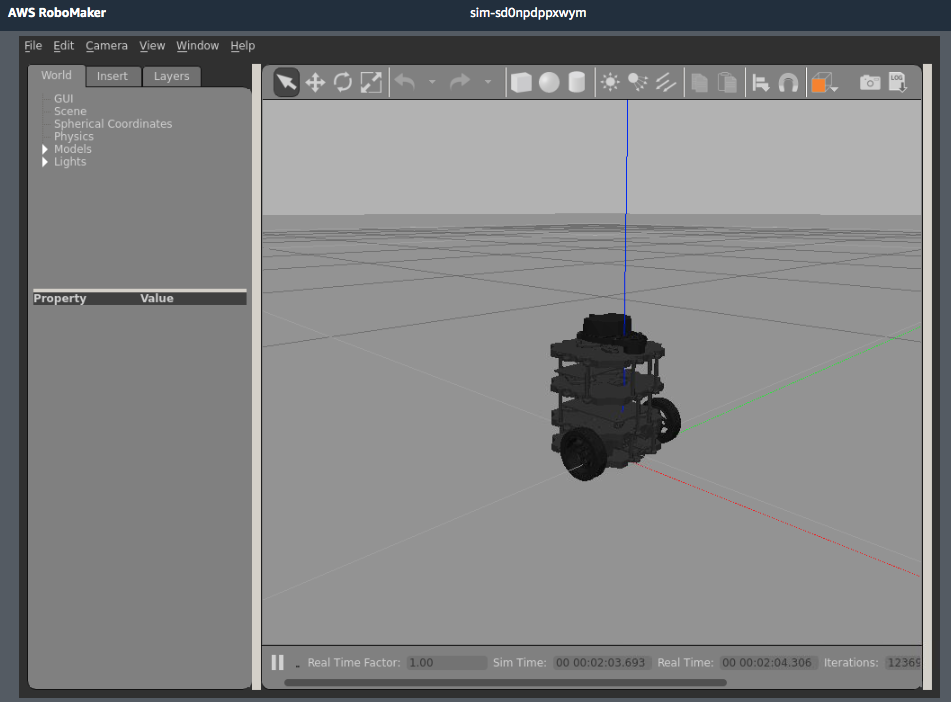 AWS RoboMaker sim-sd0npdppxwym
File Edit Camera View Window Help
World Insert Layers
LOG
GUI
Scene
Spherical Coordinates
Physics
Models
Lights
Property Value
Real Time Factor: 1.00 Sim Time: 00 00:02:03.693 Real Time: 00 00:02:04.306 Iterations: 12369